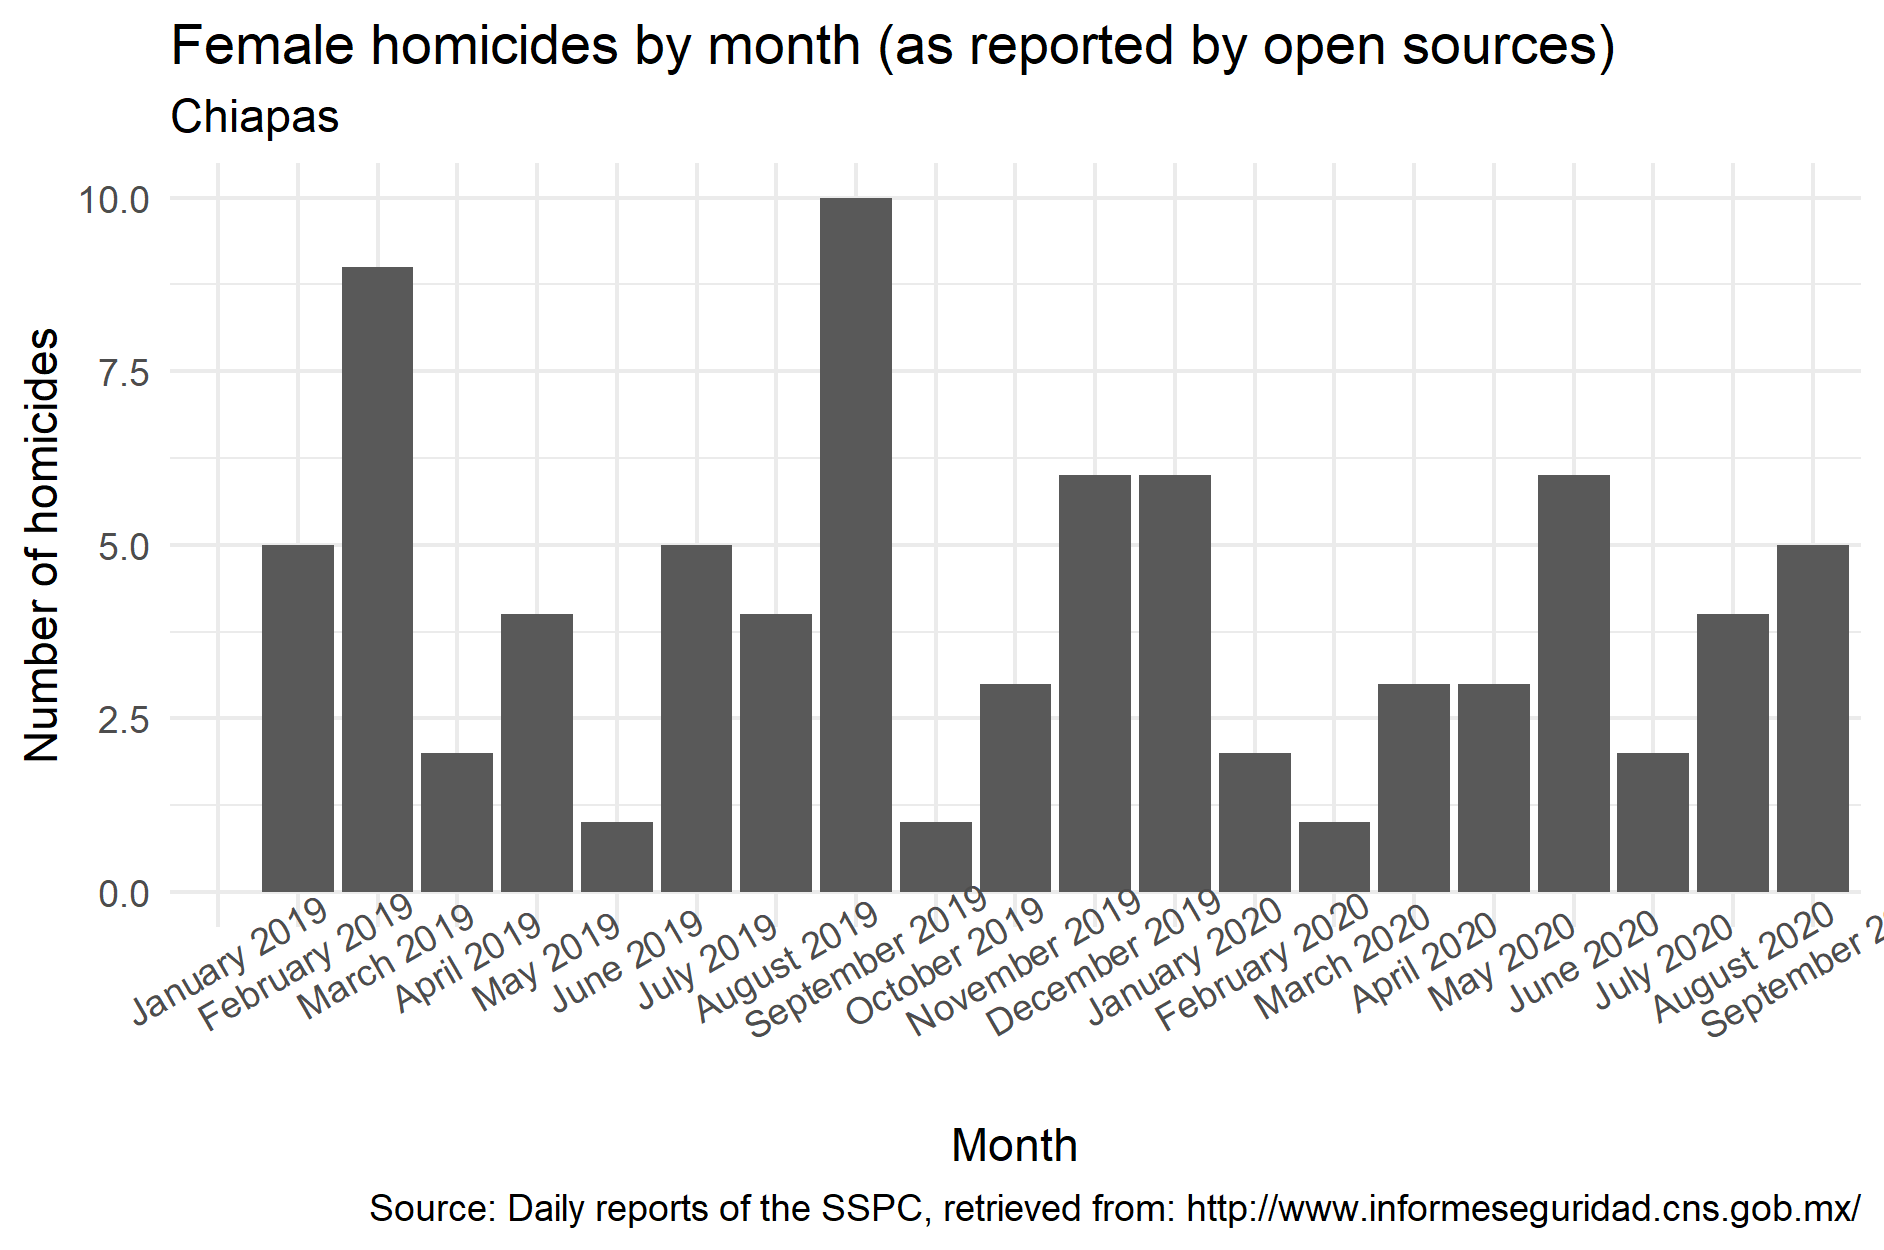 Female homicides by month (as reported by open sources)
Chiapas
10.0
7.5
5.0
2.5
0.0
Number of homicides
January 2019
February 2019
March 2019
April 2019
May 2019
June 2019
July 2019
August 2019
September 2019
October 2019
November 2019
December 2019
January 2020
February 2020
March 2020
April 2020
May 2020
June 2020
July 2020
August 2020
September
Month
Source: Daily reports of the SSPC, retrieved from: http://www.informeseguridad.cns.gob.mx/